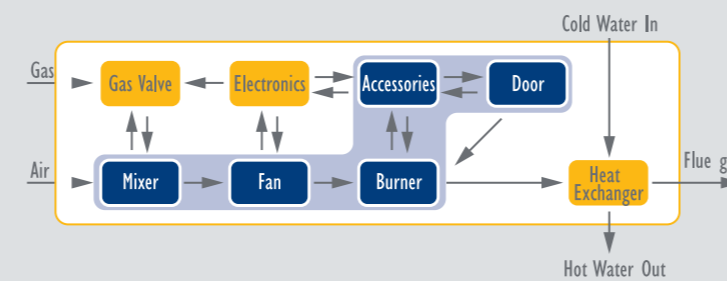 Cold Water In
Gas
Gas Valve
Electronics
Accessories
Door
Air
Mixer
Fan
Burner
Heat
Exchanger
Flue g
Hot Water Out